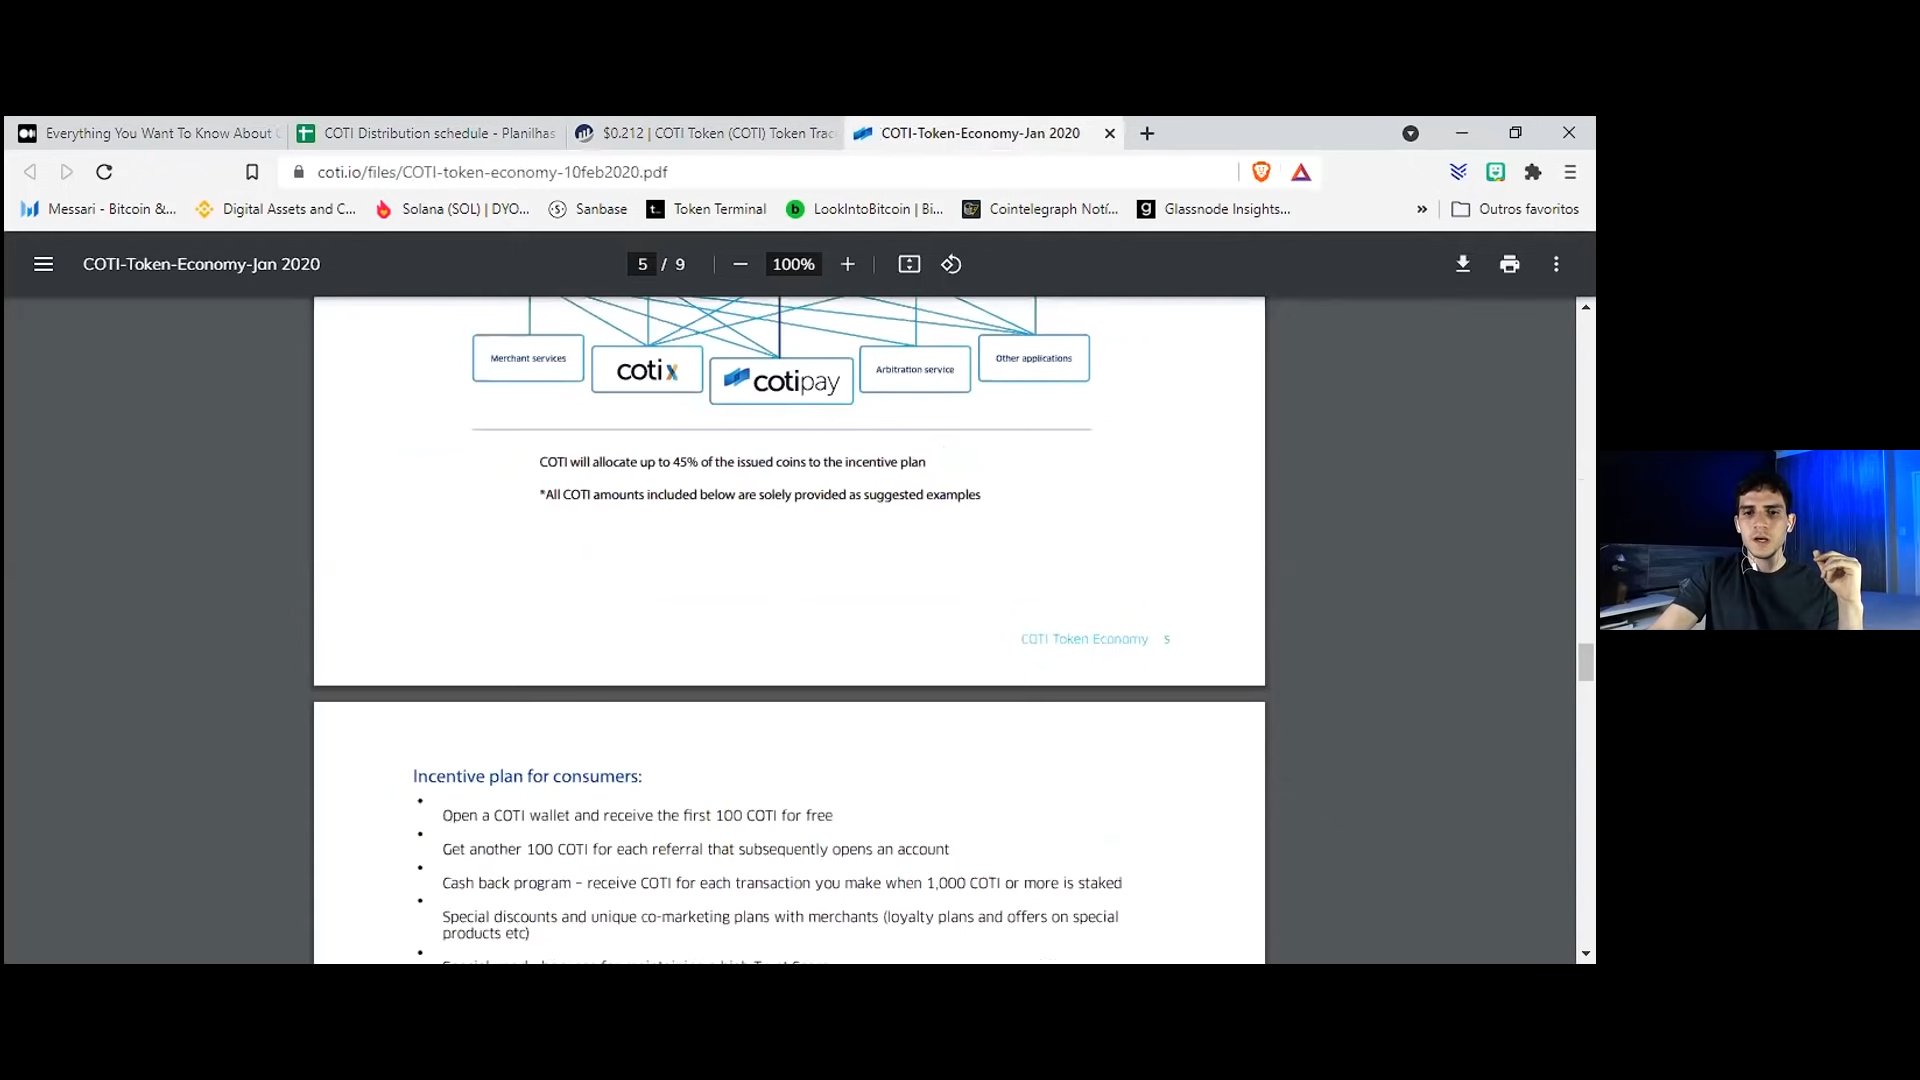 Everything You Want To Know About
COTI Distribution schedule - Planilhas
$0.212 | COTI Token (COTI) Token Trac
COTI-Token-Economy-Jan 2020
coti.io/files/COTI-token-economy-10feb2020.pdf
Messari - Bitcoin &...
Digital Assets and C...
Solana (SOL) | DYO...
Sanbase
Token Terminal
LookIntoBitcoin | Bi...
Cointelegraph Notí...
Glassnode Insights...
Outros favoritos
COTI-Token-Economy-Jan 2020
5 / 9
100%
Merchant services
coti x
cotipay
Arbitration service
Other applications
COTI will allocate up to 45% of the issued coins to the incentive plan
*All COTI amounts included below are solely provided as suggested examples
COTI Token Economy 5
Incentive plan for consumers:
Open a COTI wallet and receive the first 100 COTI for free
Get another 100 COTI for each referral that subsequently opens an account
Cash back program – receive COTI for each transaction you make when 1,000 COTI or more is staked
Special discounts and unique co-marketing plans with merchants (loyalty plans and offers on special
products etc)